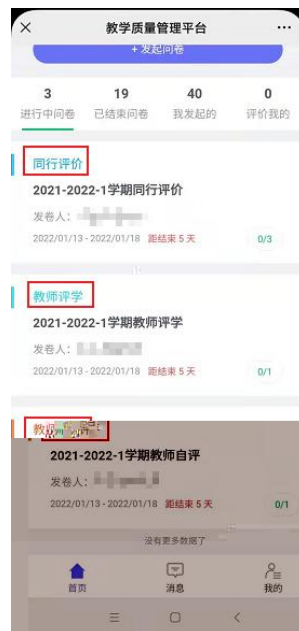 教学质量管理平台
+ 发起问卷
3 19 40 0
进行中问卷 已结束问卷 我发起的 评价我的
同行评价
2021-2022-1学期同行评价
发卷人：
2022/01/13-2022/01/18 距结束 5 天 0/3
教师评学
2021-2022-1学期教师评学
发卷人：
2022/01/13-2022/01/18 距结束 5 天 0/1
2021-2022-1学期教师自评
发卷人：
2022/01/13-2022/01/18 距结束 5 天 0/1
没有更多数据了
首页 消息 我的